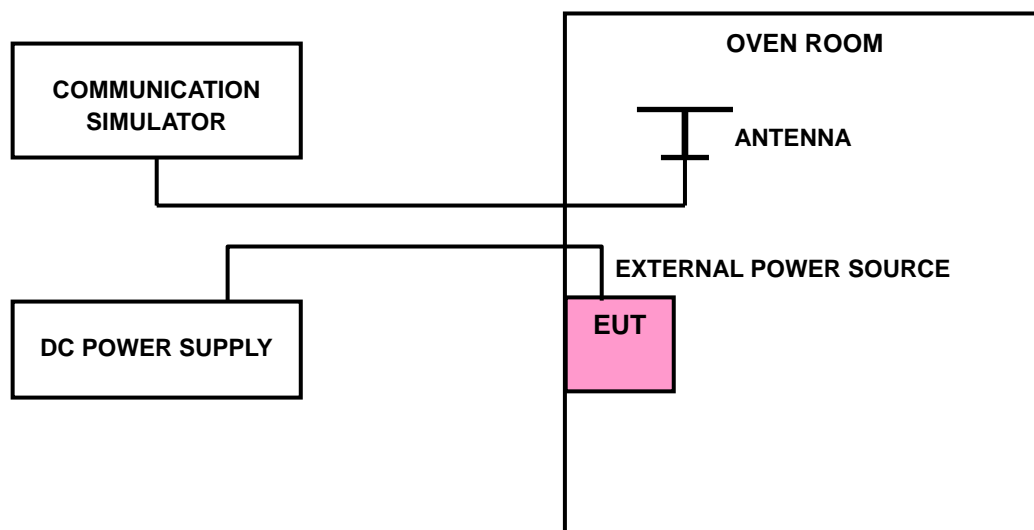 OVEN ROOM
COMMUNICATION
SIMULATOR
ANTENNA
EXTERNAL POWER SOURCE
EUT
DC POWER SUPPLY